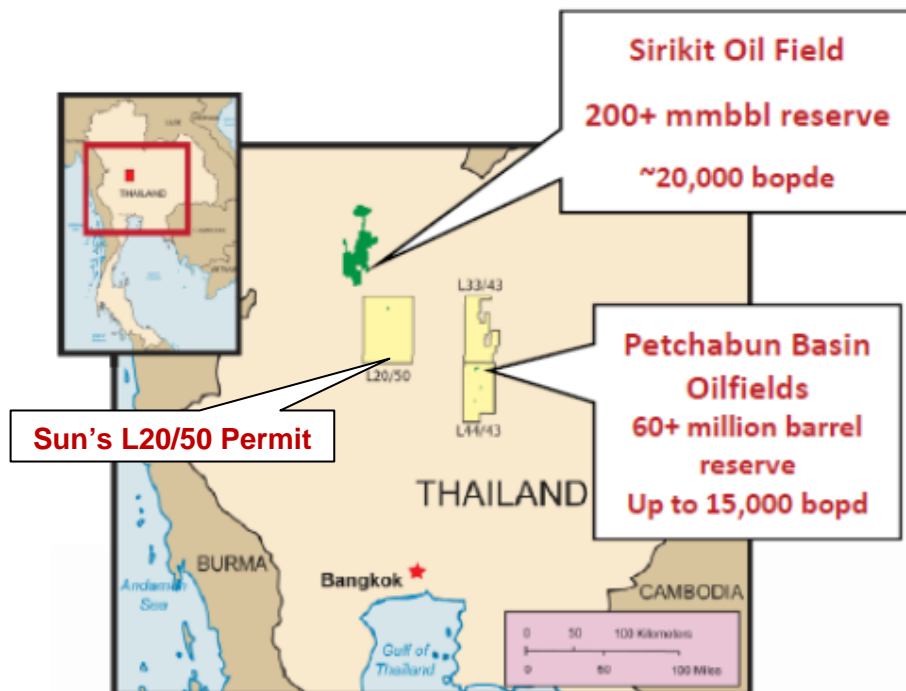 Sirikit Oil Field
200+ mmbbl reserve
~20,000 bopde
THAILAND
L33/43
L20/50
L44/43
Petchabun Basin
Oilfields
60+ million barrel
reserve
Up to 15,000 bopd
Sun's L20/50 Permit
THAILAND
BURMA
Bangkok
CAMBODIA
Andaman
Sea
Gulf of
Thailand
0 50 100 Kilometers
0 60 100 Miles